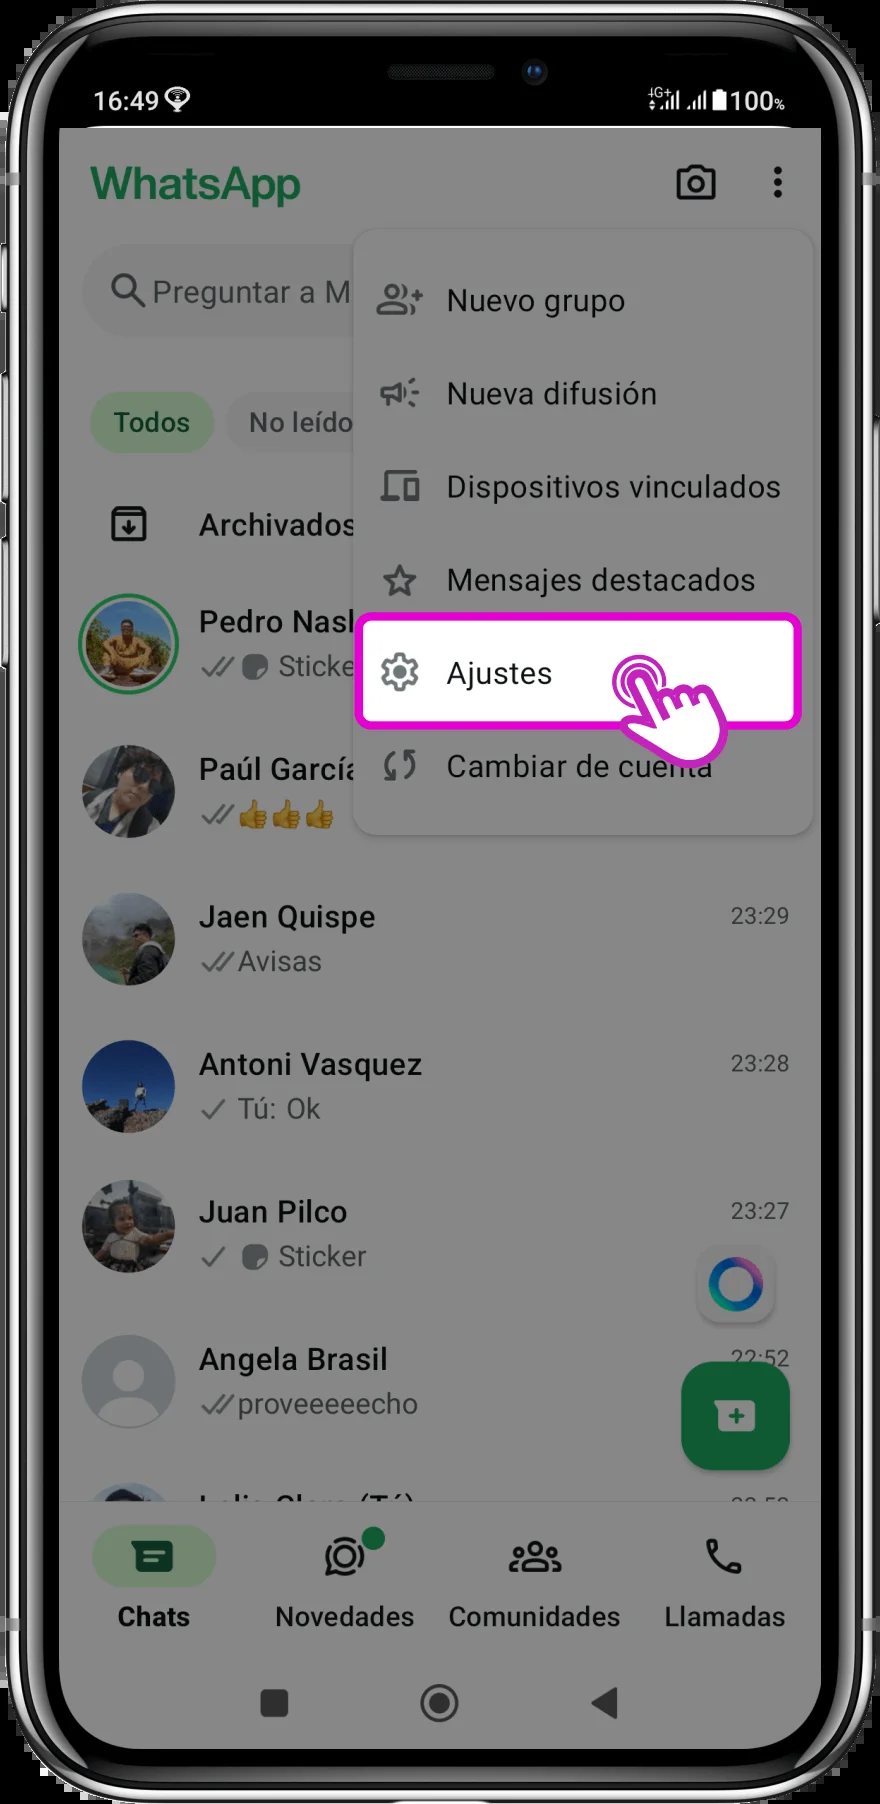 16:49 4G+ 100%
WhatsApp
Preguntar a M
Nuevo grupo
Nueva difusión
Todos
No leído
Dispositivos vinculados
Archivados
Mensajes destacados
Pedro Nasl
Sticke
Ajustes
Paúl García
Cambiar de cuenta
👍👍👍
Jaen Quispe 23:29
Avisas
Antoni Vasquez 23:28
Tú: Ok
Juan Pilco 23:27
Sticker
Angela Brasil 22:52
proveeeeecho
Chats Novedades Comunidades Llamadas